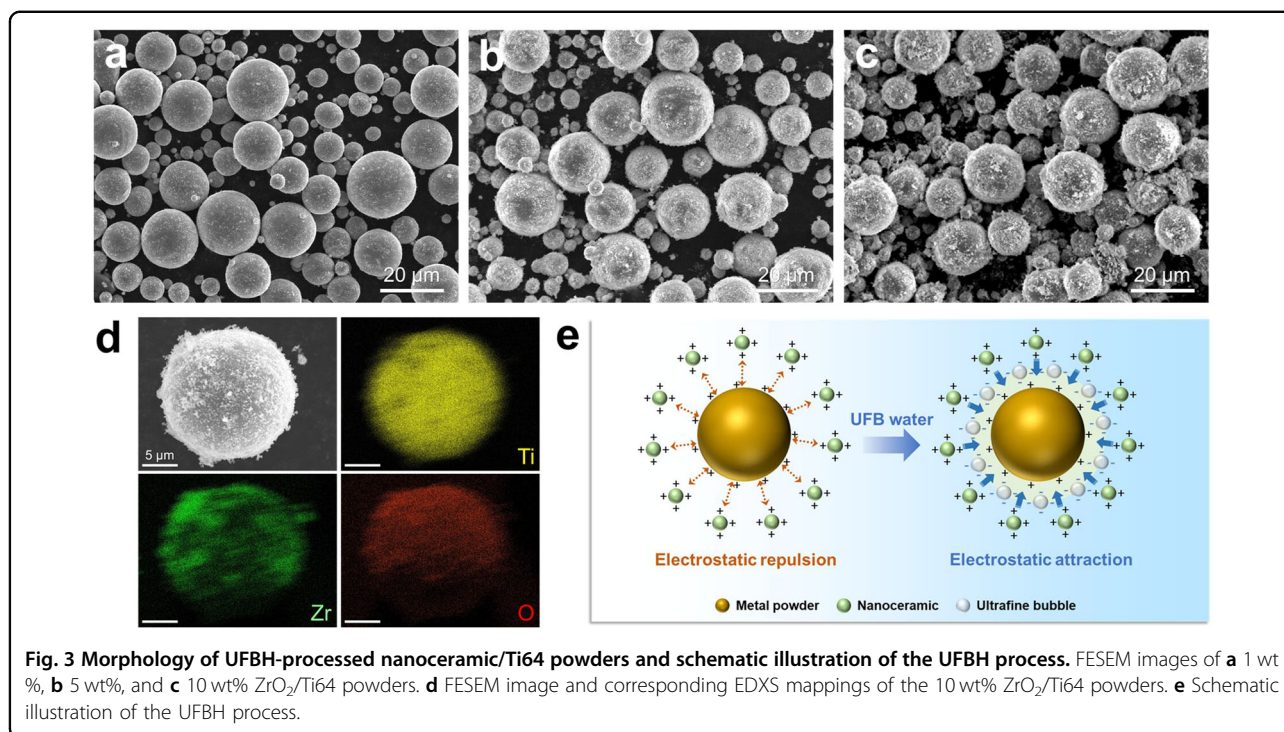 a
b
c
20 µm
20 µm
20 µm
d
5 µm
Ti
Zr
O
e
UFB water
Electrostatic repulsion
Electrostatic attraction
Metal powder
Nanoceramic
Ultrafine bubble
Fig. 3 Morphology of UFBH-processed nanoceramic/Ti64 powders and schematic illustration of the UFBH process. FESEM images of a 1 wt
%, b 5 wt%, and c 10 wt% ZrO₂/Ti64 powders. d FESEM image and corresponding EDXS mappings of the 10 wt% ZrO₂/Ti64 powders. e Schematic
illustration of the UFBH process.